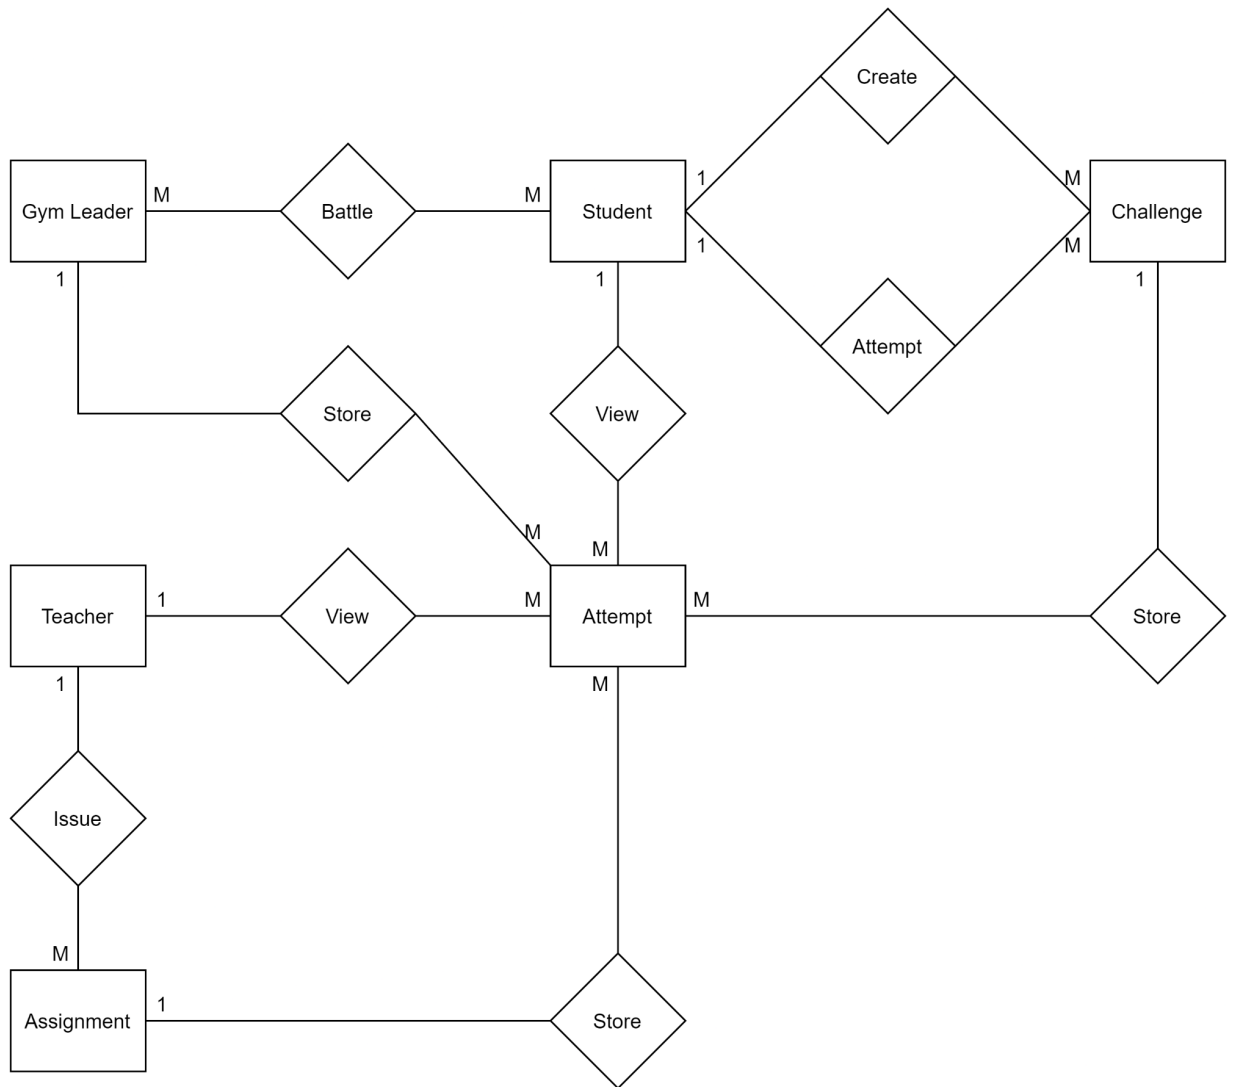 Create
1
M
M
M
Gym Leader
Battle
Student
Challenge
1
M
1
1
1
Attempt
Store
View
M
M
1
M
M
Teacher
View
Attempt
Store
1
M
Issue
M
1
Assignment
Store